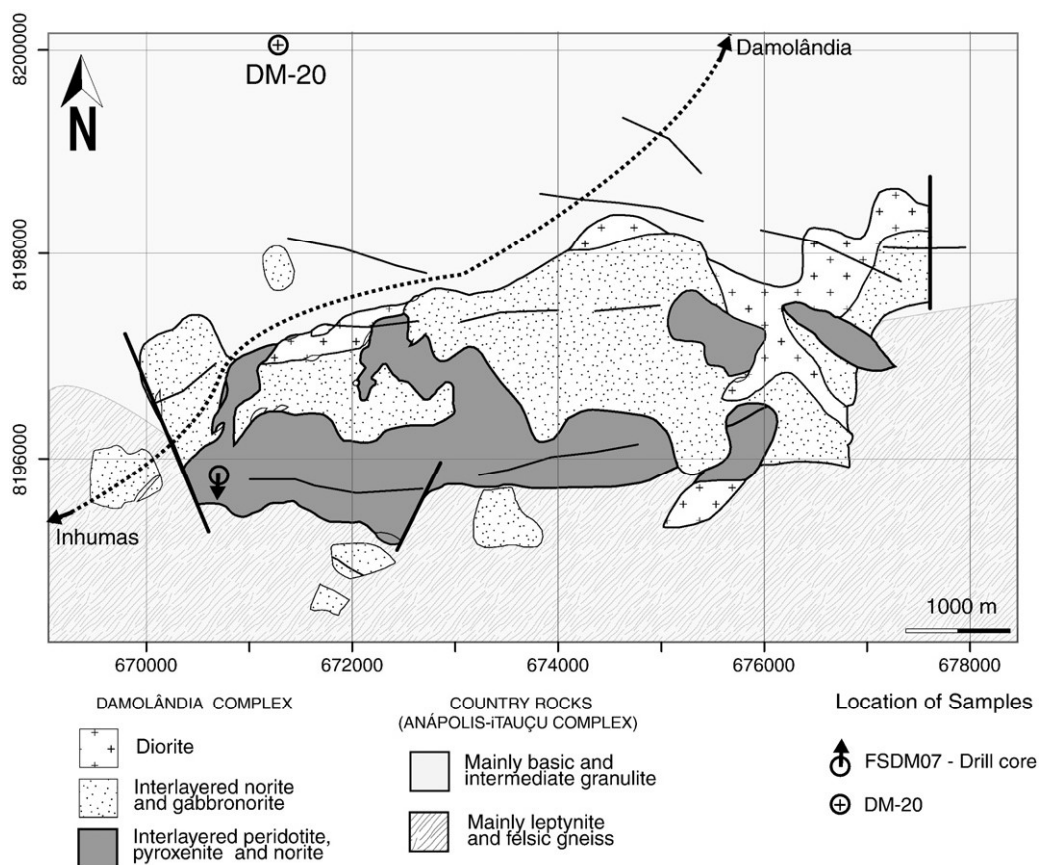 8200000
DM-20
Damolândia
N
8198000
8196000
Inhumas
1000 m
670000
672000
674000
676000
678000
DAMOLÂNDIA COMPLEX
Diorite
Interlayered norite
and gabbronorite
Interlayered peridotite,
pyroxenite and norite
COUNTRY ROCKS
(ANÁPOLIS-iTAUÇU COMPLEX)
Mainly basic and
intermediate granulite
Mainly leptynite
and felsic gneiss
Location of Samples
FSDM07 - Drill core
DM-20